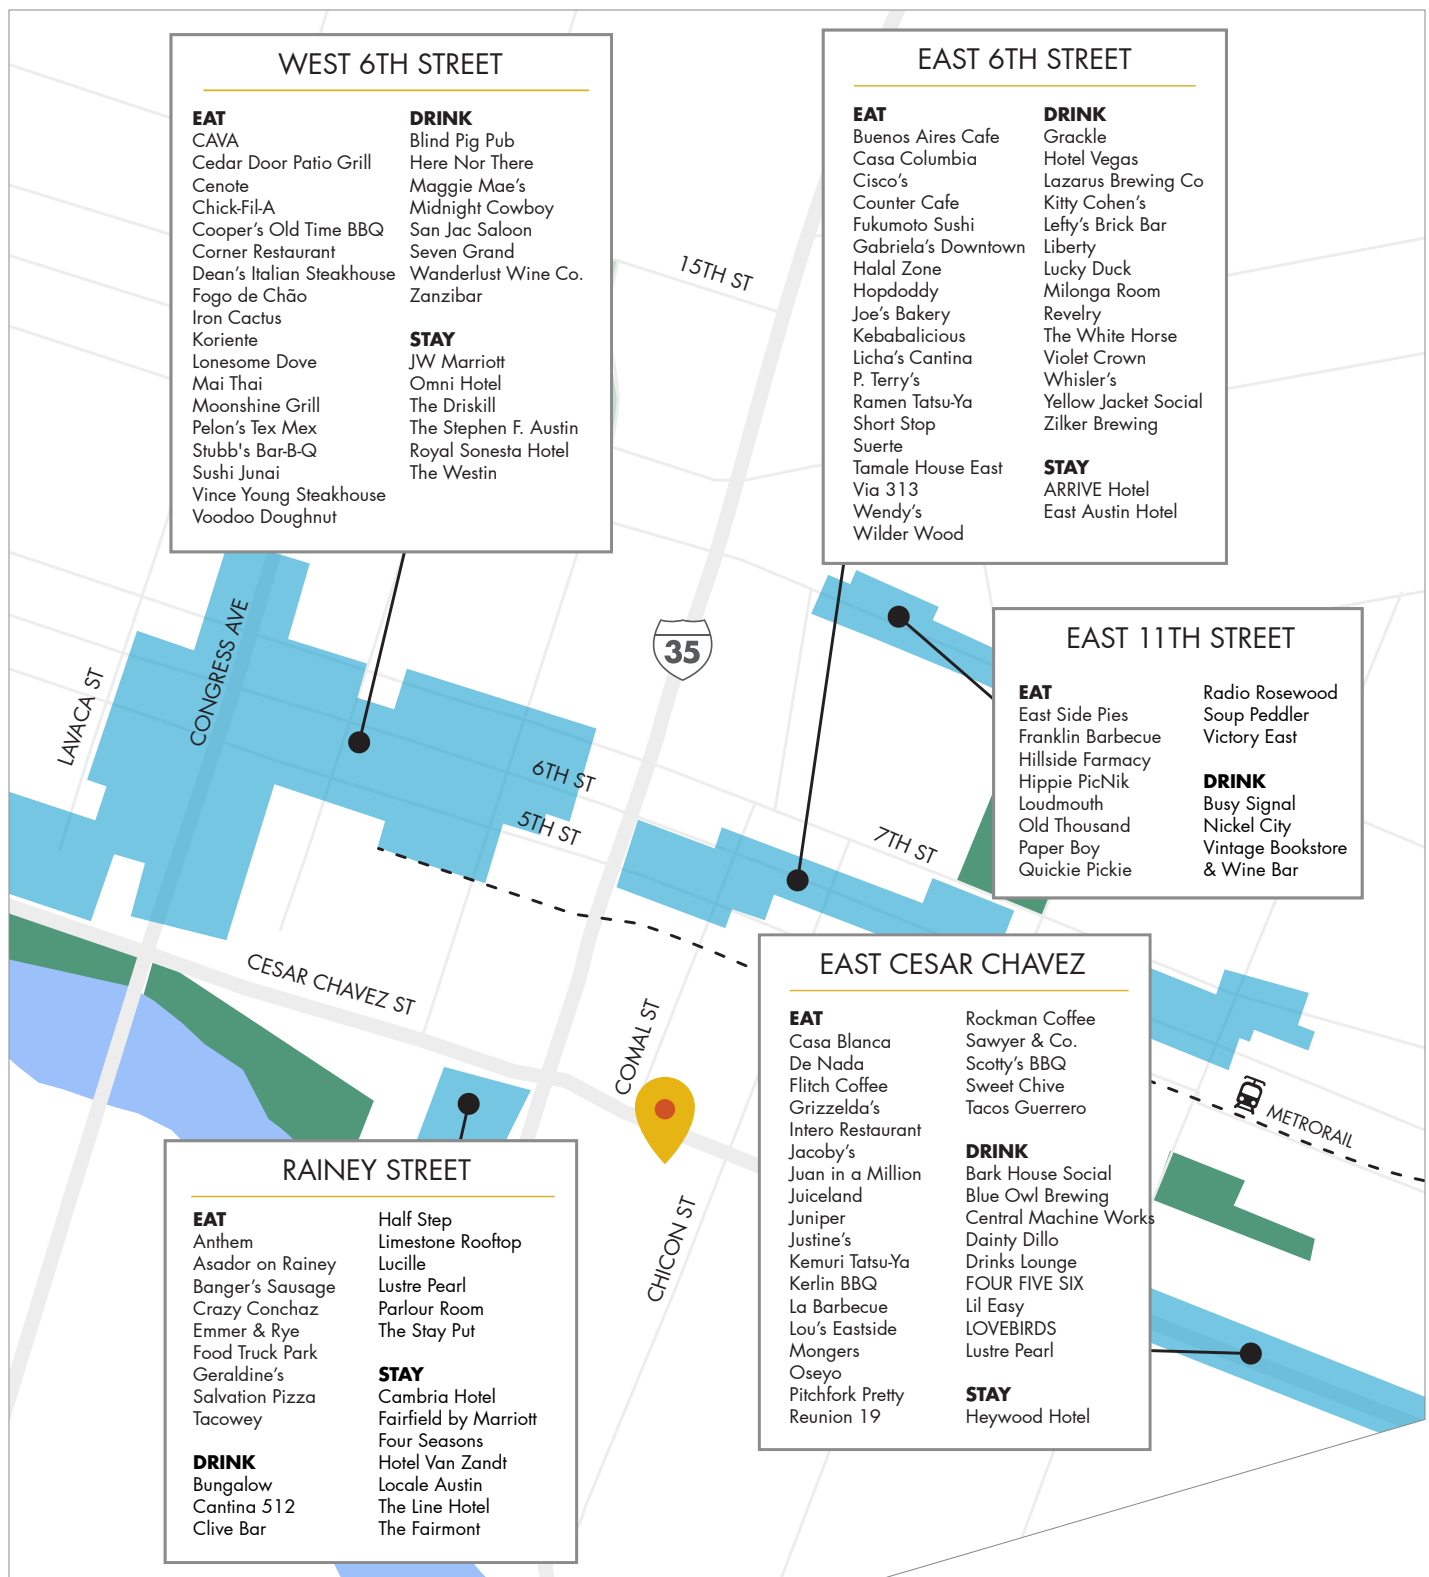 WEST 6TH STREET
EAT
CAVA
Cedar Door Patio Grill
Cenote
Chick-Fil-A
Cooper's Old Time BBQ
Corner Restaurant
Dean's Italian Steakhouse
Fogo de Chão
Iron Cactus
Koriente
Lonesome Dove
Mai Thai
Moonshine Grill
Pelon's Tex Mex
Stubb's Bar-B-Q
Sushi Junai
Vince Young Steakhouse
Voodoo Doughnut
DRINK
Blind Pig Pub
Here Nor There
Maggie Mae's
Midnight Cowboy
San Jac Saloon
Seven Grand
Wanderlust Wine Co.
Zanzibar
STAY
JW Marriott
Omni Hotel
The Driskill
The Stephen F. Austin
Royal Sonesta Hotel
The Westin
EAST 6TH STREET
EAT
Buenos Aires Cafe
Casa Columbia
Cisco's
Counter Cafe
Fukumoto Sushi
Gabriela's Downtown
Halal Zone
Hopdoddy
Joe's Bakery
Kebabalicious
Licha's Cantina
P. Terry's
Ramen Tatsu-Ya
Short Stop
Suerte
Tamale House East
Via 313
Wendy's
Wilder Wood
DRINK
Grackle
Hotel Vegas
Lazarus Brewing Co
Kitty Cohen's
Lefty's Brick Bar
Liberty
Lucky Duck
Milonga Room
Revelry
The White Horse
Violet Crown
Whisler's
Yellow Jacket Social
Zilker Brewing
STAY
ARRIVE Hotel
East Austin Hotel
15TH ST
35
LAVACA ST
CONGRESS AVE
6TH ST
5TH ST
7TH ST
EAST 11TH STREET
EAT
East Side Pies
Franklin Barbecue
Hillside Farmacy
Hippie PicNik
Loudmouth
Old Thousand
Paper Boy
Quickie Pickie
Radio Rosewood
Soup Peddler
Victory East
DRINK
Busy Signal
Nickel City
Vintage Bookstore
& Wine Bar
CESAR CHAVEZ ST
COMAL ST
CHICON ST
METRORAIL
EAST CESAR CHAVEZ
EAT
Casa Blanca
De Nada
Flitch Coffee
Grizzelda's
Intero Restaurant
Jacoby's
Juan in a Million
Juiceland
Juniper
Justine's
Kemuri Tatsu-Ya
Kerlin BBQ
La Barbecue
Lou's Eastside
Mongers
Oseyo
Pitchfork Pretty
Reunion 19
Rockman Coffee
Sawyer & Co.
Scotty's BBQ
Sweet Chive
Tacos Guerrero
DRINK
Bark House Social
Blue Owl Brewing
Central Machine Works
Dainty Dillo
Drinks Lounge
FOUR FIVE SIX
Lil Easy
LOVEBIRDS
Lustre Pearl
STAY
Heywood Hotel
RAINEY STREET
EAT
Anthem
Asador on Rainey
Banger's Sausage
Crazy Conchaz
Emmer & Rye
Food Truck Park
Geraldine's
Salvation Pizza
Tacowey
DRINK
Bungalow
Cantina 512
Clive Bar
Half Step
Limestone Rooftop
Lucille
Lustre Pearl
Parlour Room
The Stay Put
STAY
Cambria Hotel
Fairfield by Marriott
Four Seasons
Hotel Van Zandt
Locale Austin
The Line Hotel
The Fairmont